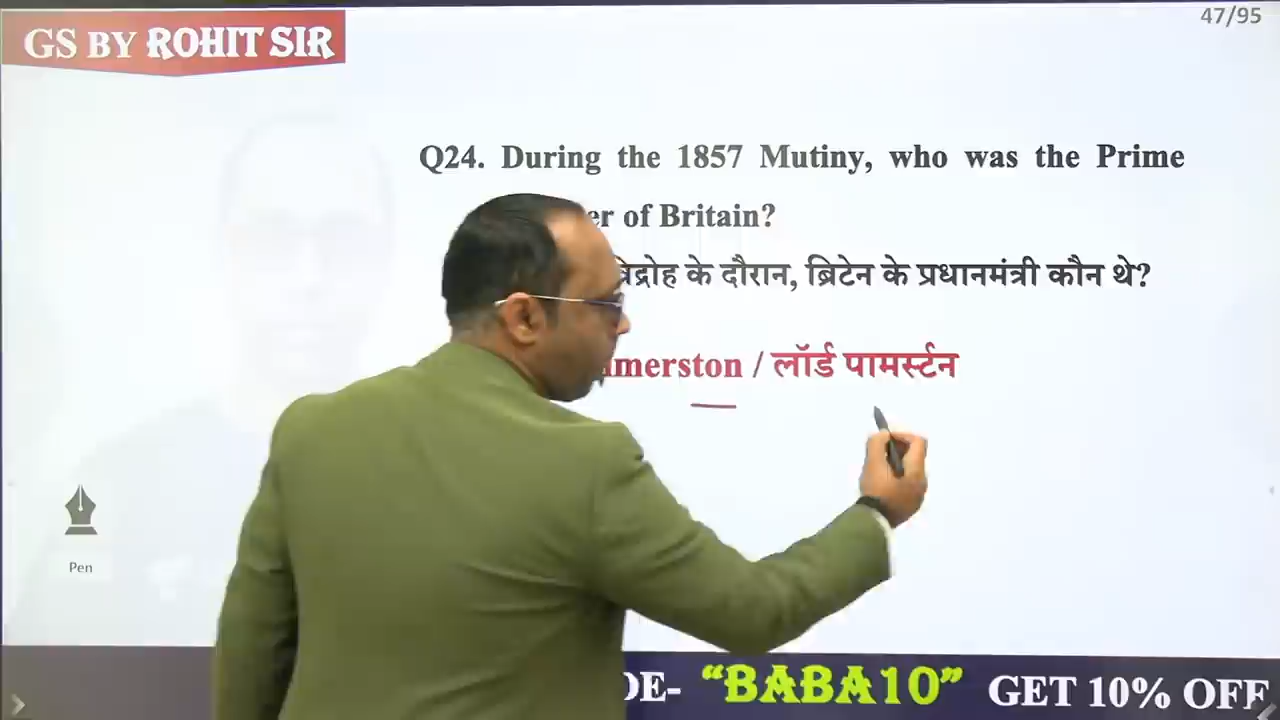 GS BY ROHIT SIR
47/95
Q24. During the 1857 Mutiny, who was the Prime
er of Britain?
विद्रोह के दौरान, ब्रिटेन के प्रधानमंत्री कौन थे?
merston / लॉर्ड पामर्स्टन
Pen
DE- “BABA10” GET 10% OFF